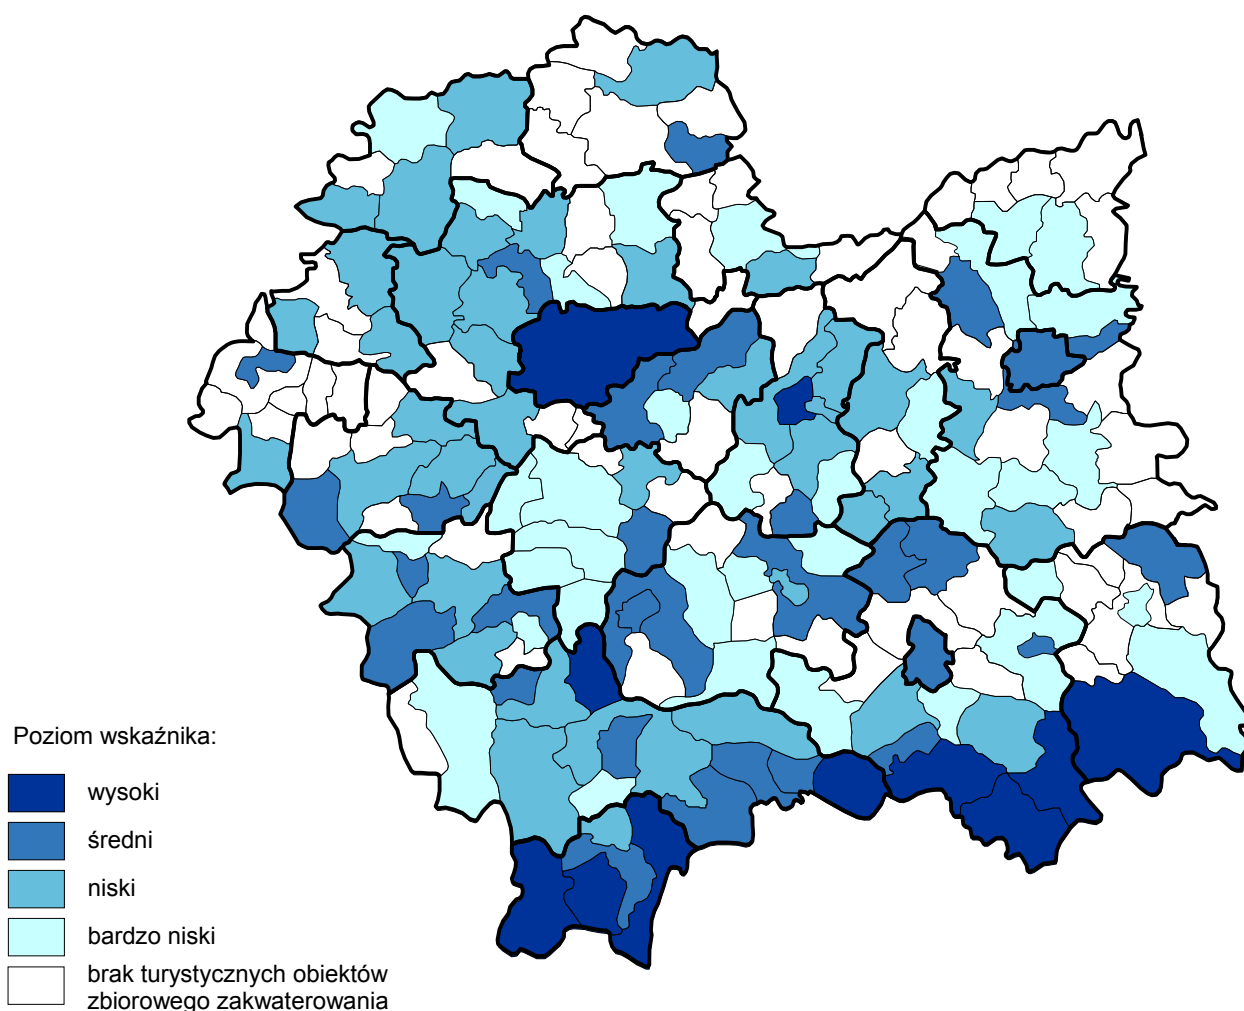 Poziom wskaźnika:
wysoki
średni
niski
bardzo niski
brak turystycznych obiektów
zbiorowego zakwaterowania